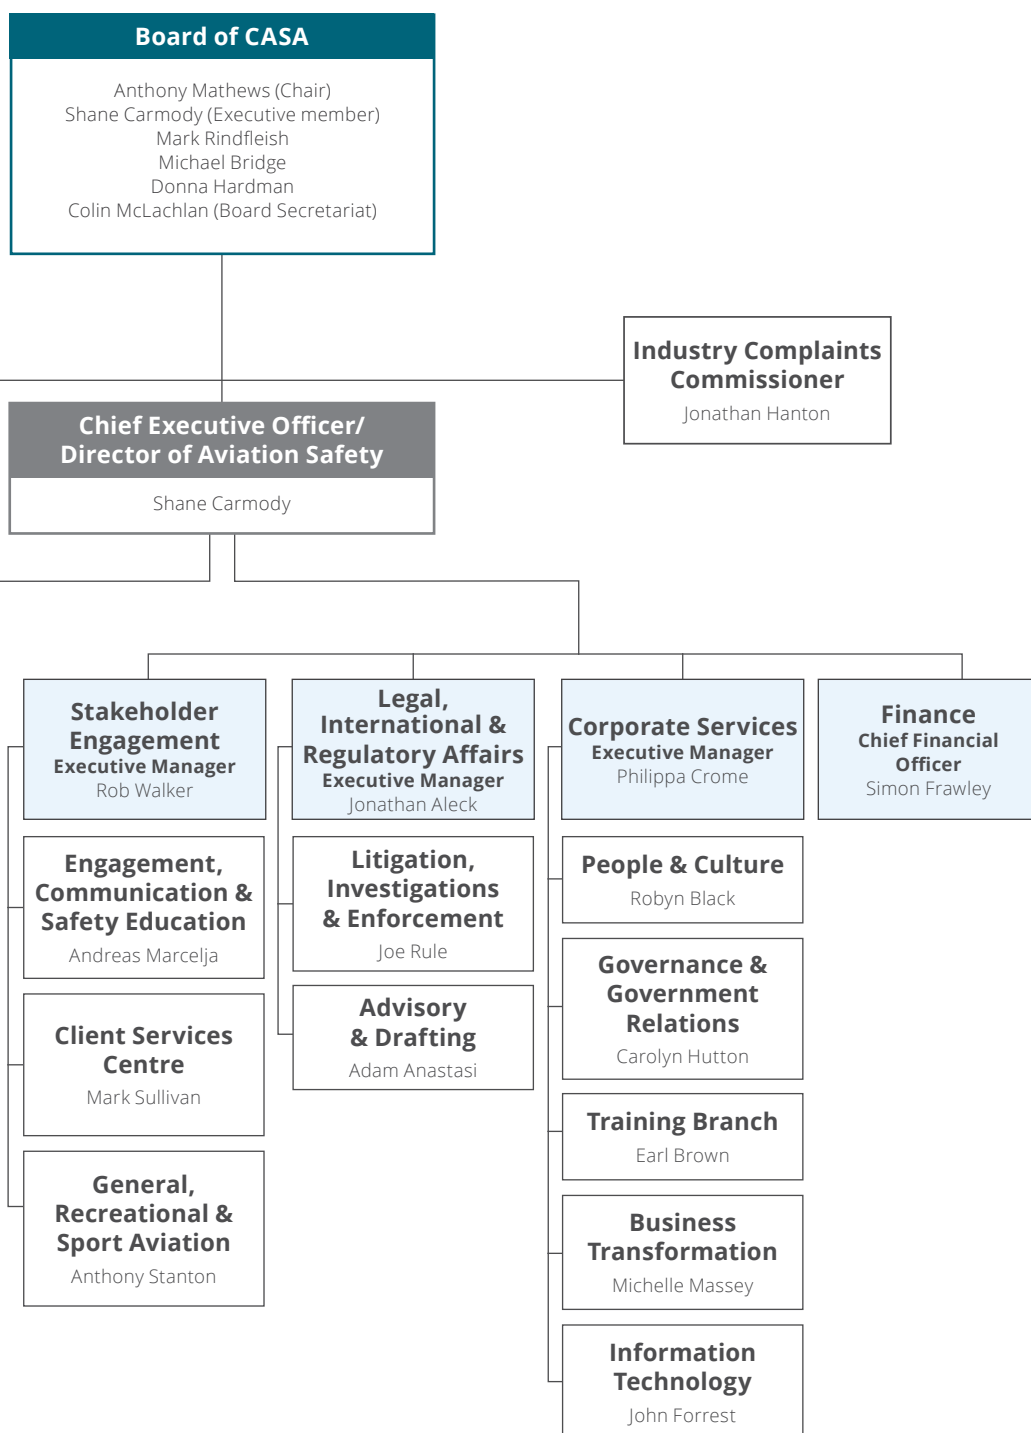 Board of CASA
Anthony Mathews (Chair)
Shane Carmody (Executive member)
Mark Rindfleish
Michael Bridge
Donna Hardman
Colin McLachlan (Board Secretariat)
Industry Complaints
Commissioner
Jonathan Hanton
Chief Executive Officer/
Director of Aviation Safety
Shane Carmody
Stakeholder
Engagement
Executive Manager
Rob Walker
Engagement,
Communication &
Safety Education
Andreas Marcelja
Client Services
Centre
Mark Sullivan
General,
Recreational &
Sport Aviation
Anthony Stanton
Legal,
International &
Regulatory Affairs
Executive Manager
Jonathan Aleck
Litigation,
Investigations
& Enforcement
Joe Rule
Advisory
& Drafting
Adam Anastasi
Corporate Services
Executive Manager
Philippa Crome
People & Culture
Robyn Black
Governance &
Government
Relations
Carolyn Hutton
Training Branch
Earl Brown
Business
Transformation
Michelle Massey
Information
Technology
John Forrest
Finance
Chief Financial
Officer
Simon Frawley